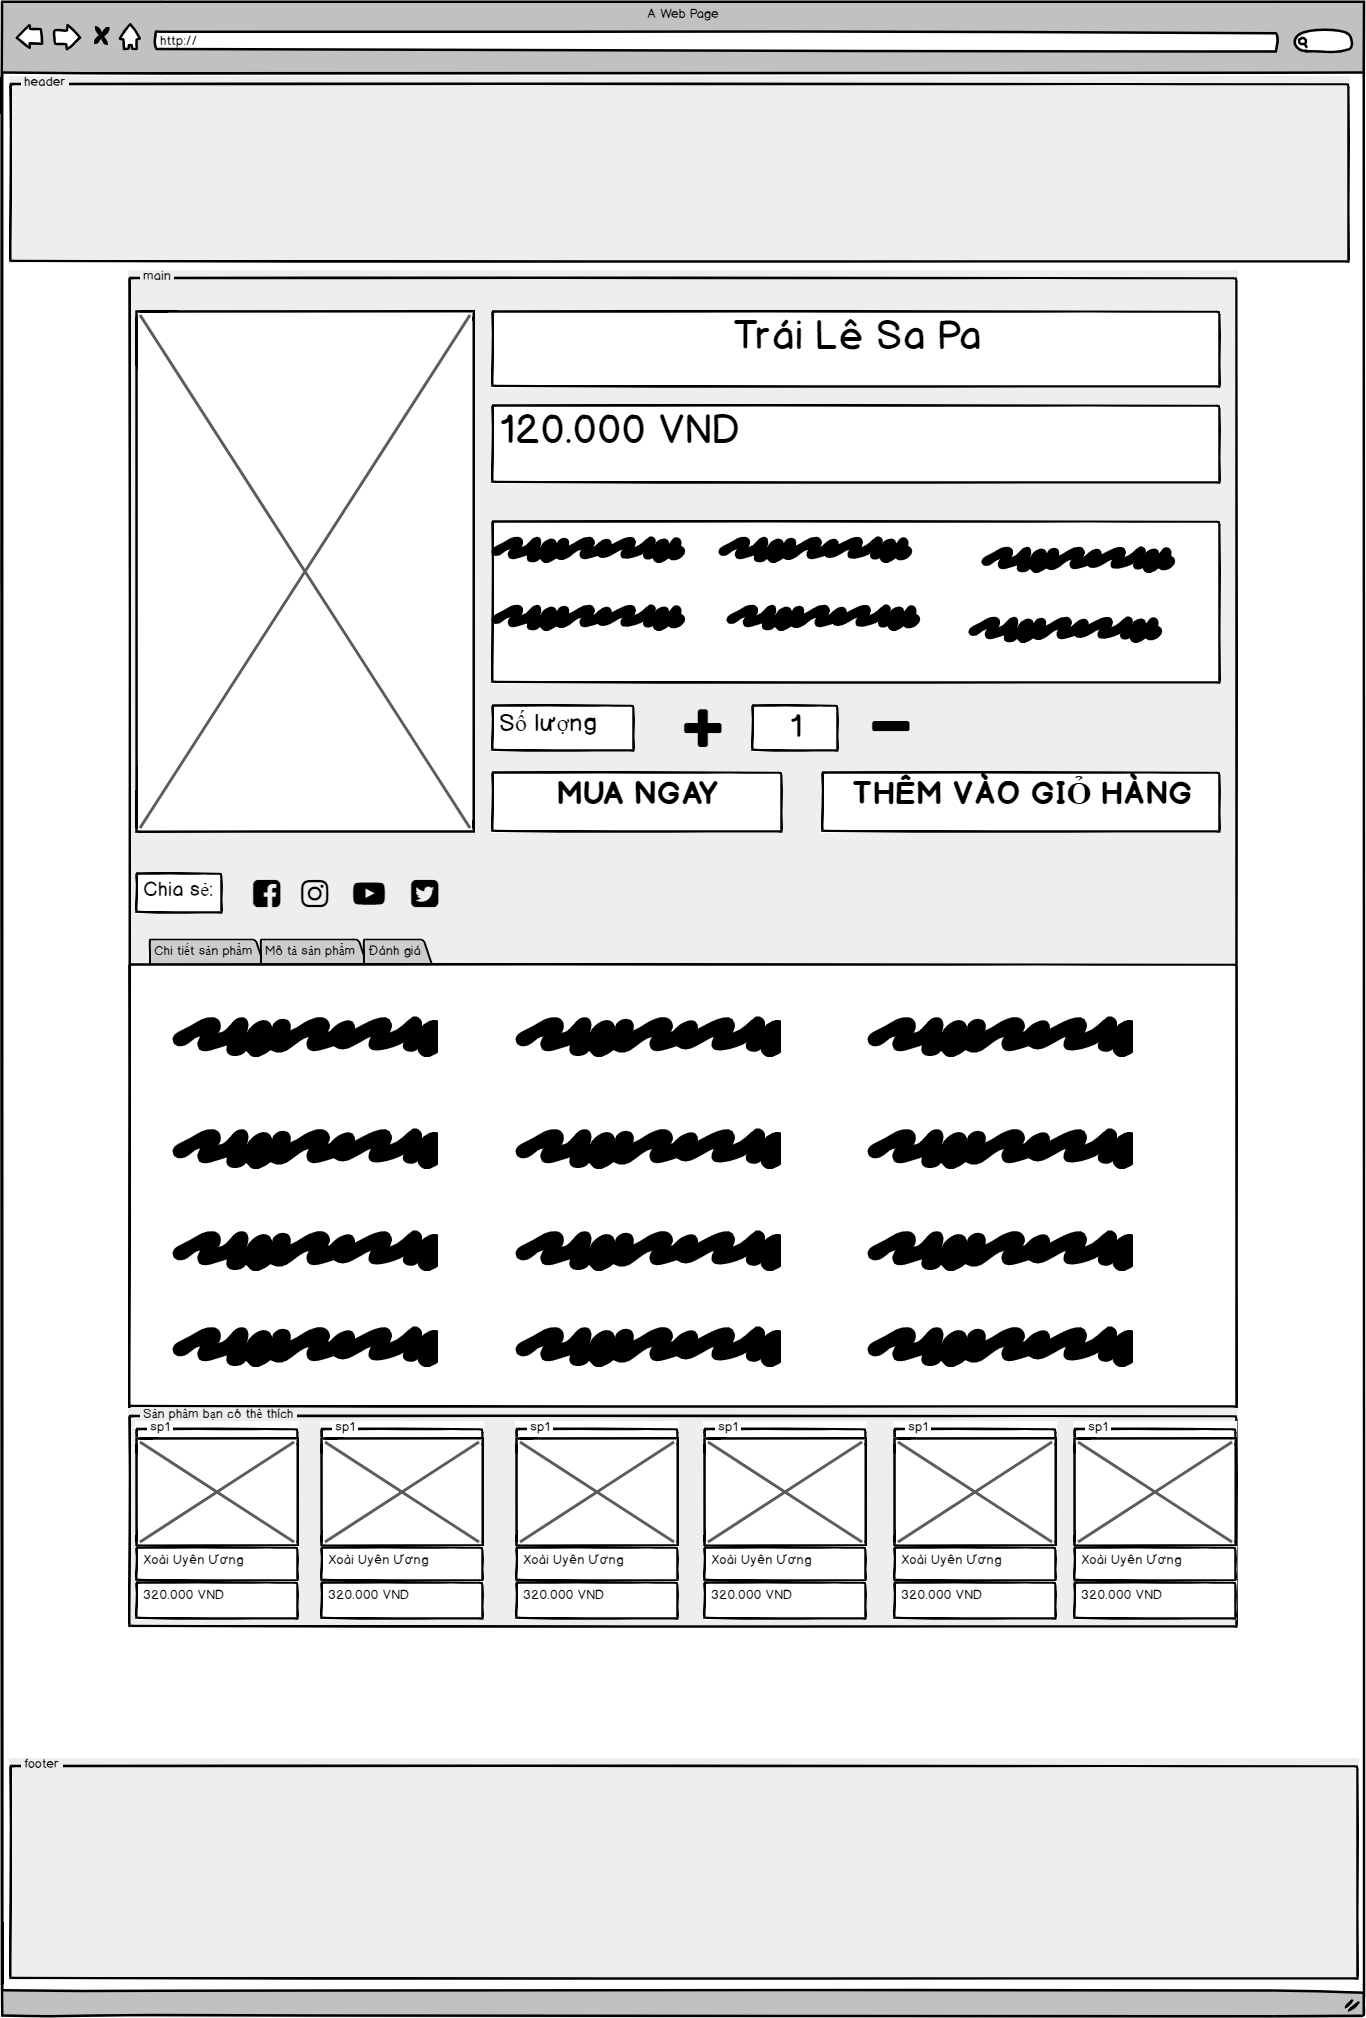 A Web Page
http://
header
main
Trái Lê Sa Pa
120.000 VND
Số lượng
1
MUA NGAY
THÊM VÀO GIỎ HÀNG
Chia sẻ:
Chi tiết sản phẩm
Mô tả sản phẩm
Đánh giá
Sản phẩm bạn có thể thích
sp1
sp1
sp1
sp1
sp1
sp1
Xoài Uyên Ương
Xoài Uyên Ương
Xoài Uyên Ương
Xoài Uyên Ương
Xoài Uyên Ương
Xoài Uyên Ương
320.000 VND
320.000 VND
320.000 VND
320.000 VND
320.000 VND
320.000 VND
footer